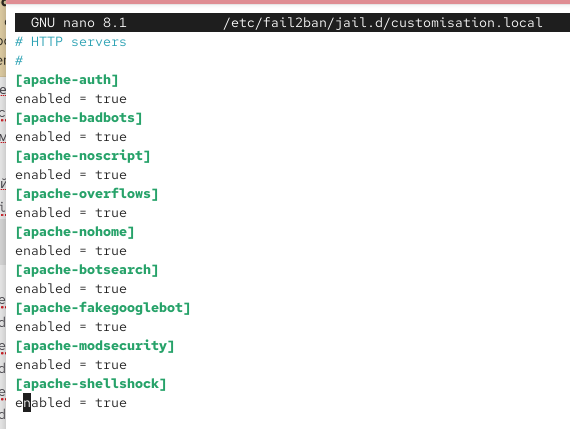 GNU nano 8.1 /etc/fail2ban/jail.d/customisation.local
# HTTP servers
#
[apache-auth]
enabled = true
[apache-badbots]
enabled = true
[apache-noscript]
enabled = true
[apache-overflows]
enabled = true
[apache-nohome]
enabled = true
[apache-botsearch]
enabled = true
[apache-fakegooglebot]
enabled = true
[apache-modsecurity]
enabled = true
[apache-shellshock]
enabled = true